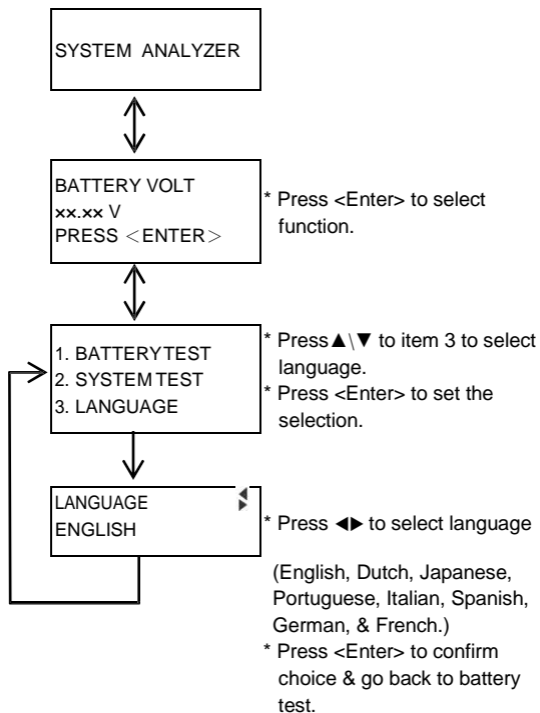 SYSTEM ANALYZER
BATTERY VOLT
xx.xx V
PRESS <ENTER>
* Press <Enter> to select
function.
1. BATTERYTEST
2. SYSTEMTEST
3. LANGUAGE
* Press▲\▼ to item 3 to select
language.
* Press <Enter> to set the
selection.
LANGUAGE
ENGLISH
* Press ◀▶ to select language
(English, Dutch, Japanese,
Portuguese, Italian, Spanish,
German, & French.)
* Press <Enter> to confirm
choice & go back to battery
test.